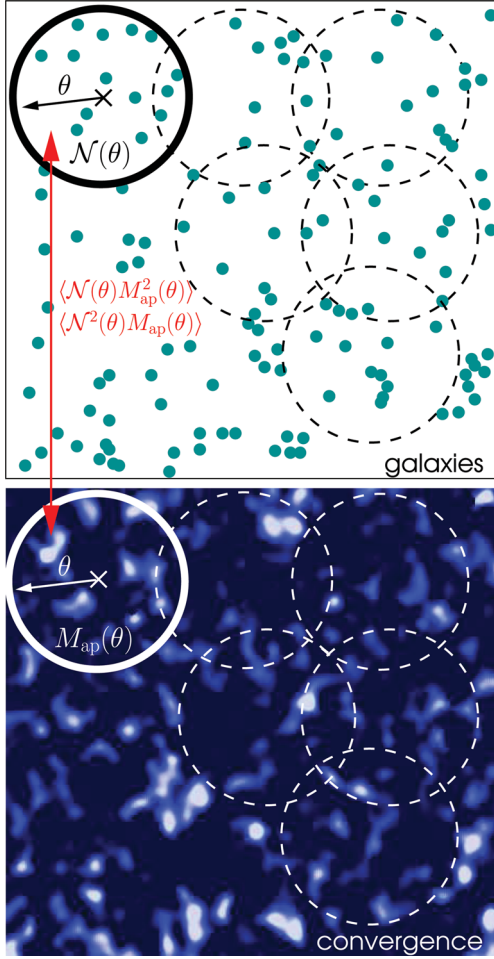 θ
𝒩(θ)
⟨𝒩(θ)M²ap(θ)⟩
⟨𝒩²(θ)Map(θ)⟩
galaxies
θ
Map(θ)
convergence